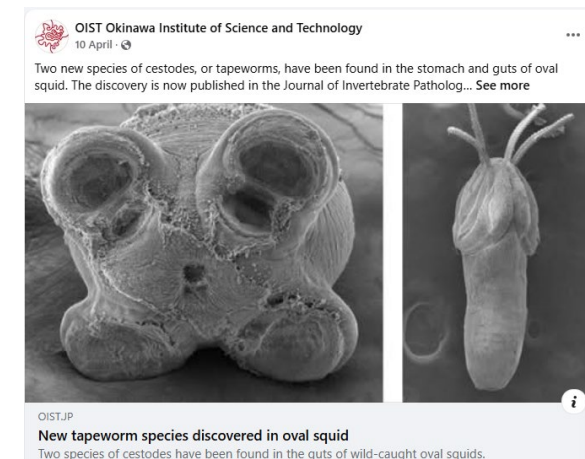 OIST Okinawa Institute of Science and Technology
10 April ·
Two new species of cestodes, or tapeworms, have been found in the stomach and guts of oval
squid. The discovery is now published in the Journal of Invertebrate Patholog... See more
OIST.JP
New tapeworm species discovered in oval squid
Two species of cestodes have been found in the guts of wild-caught oval squids.